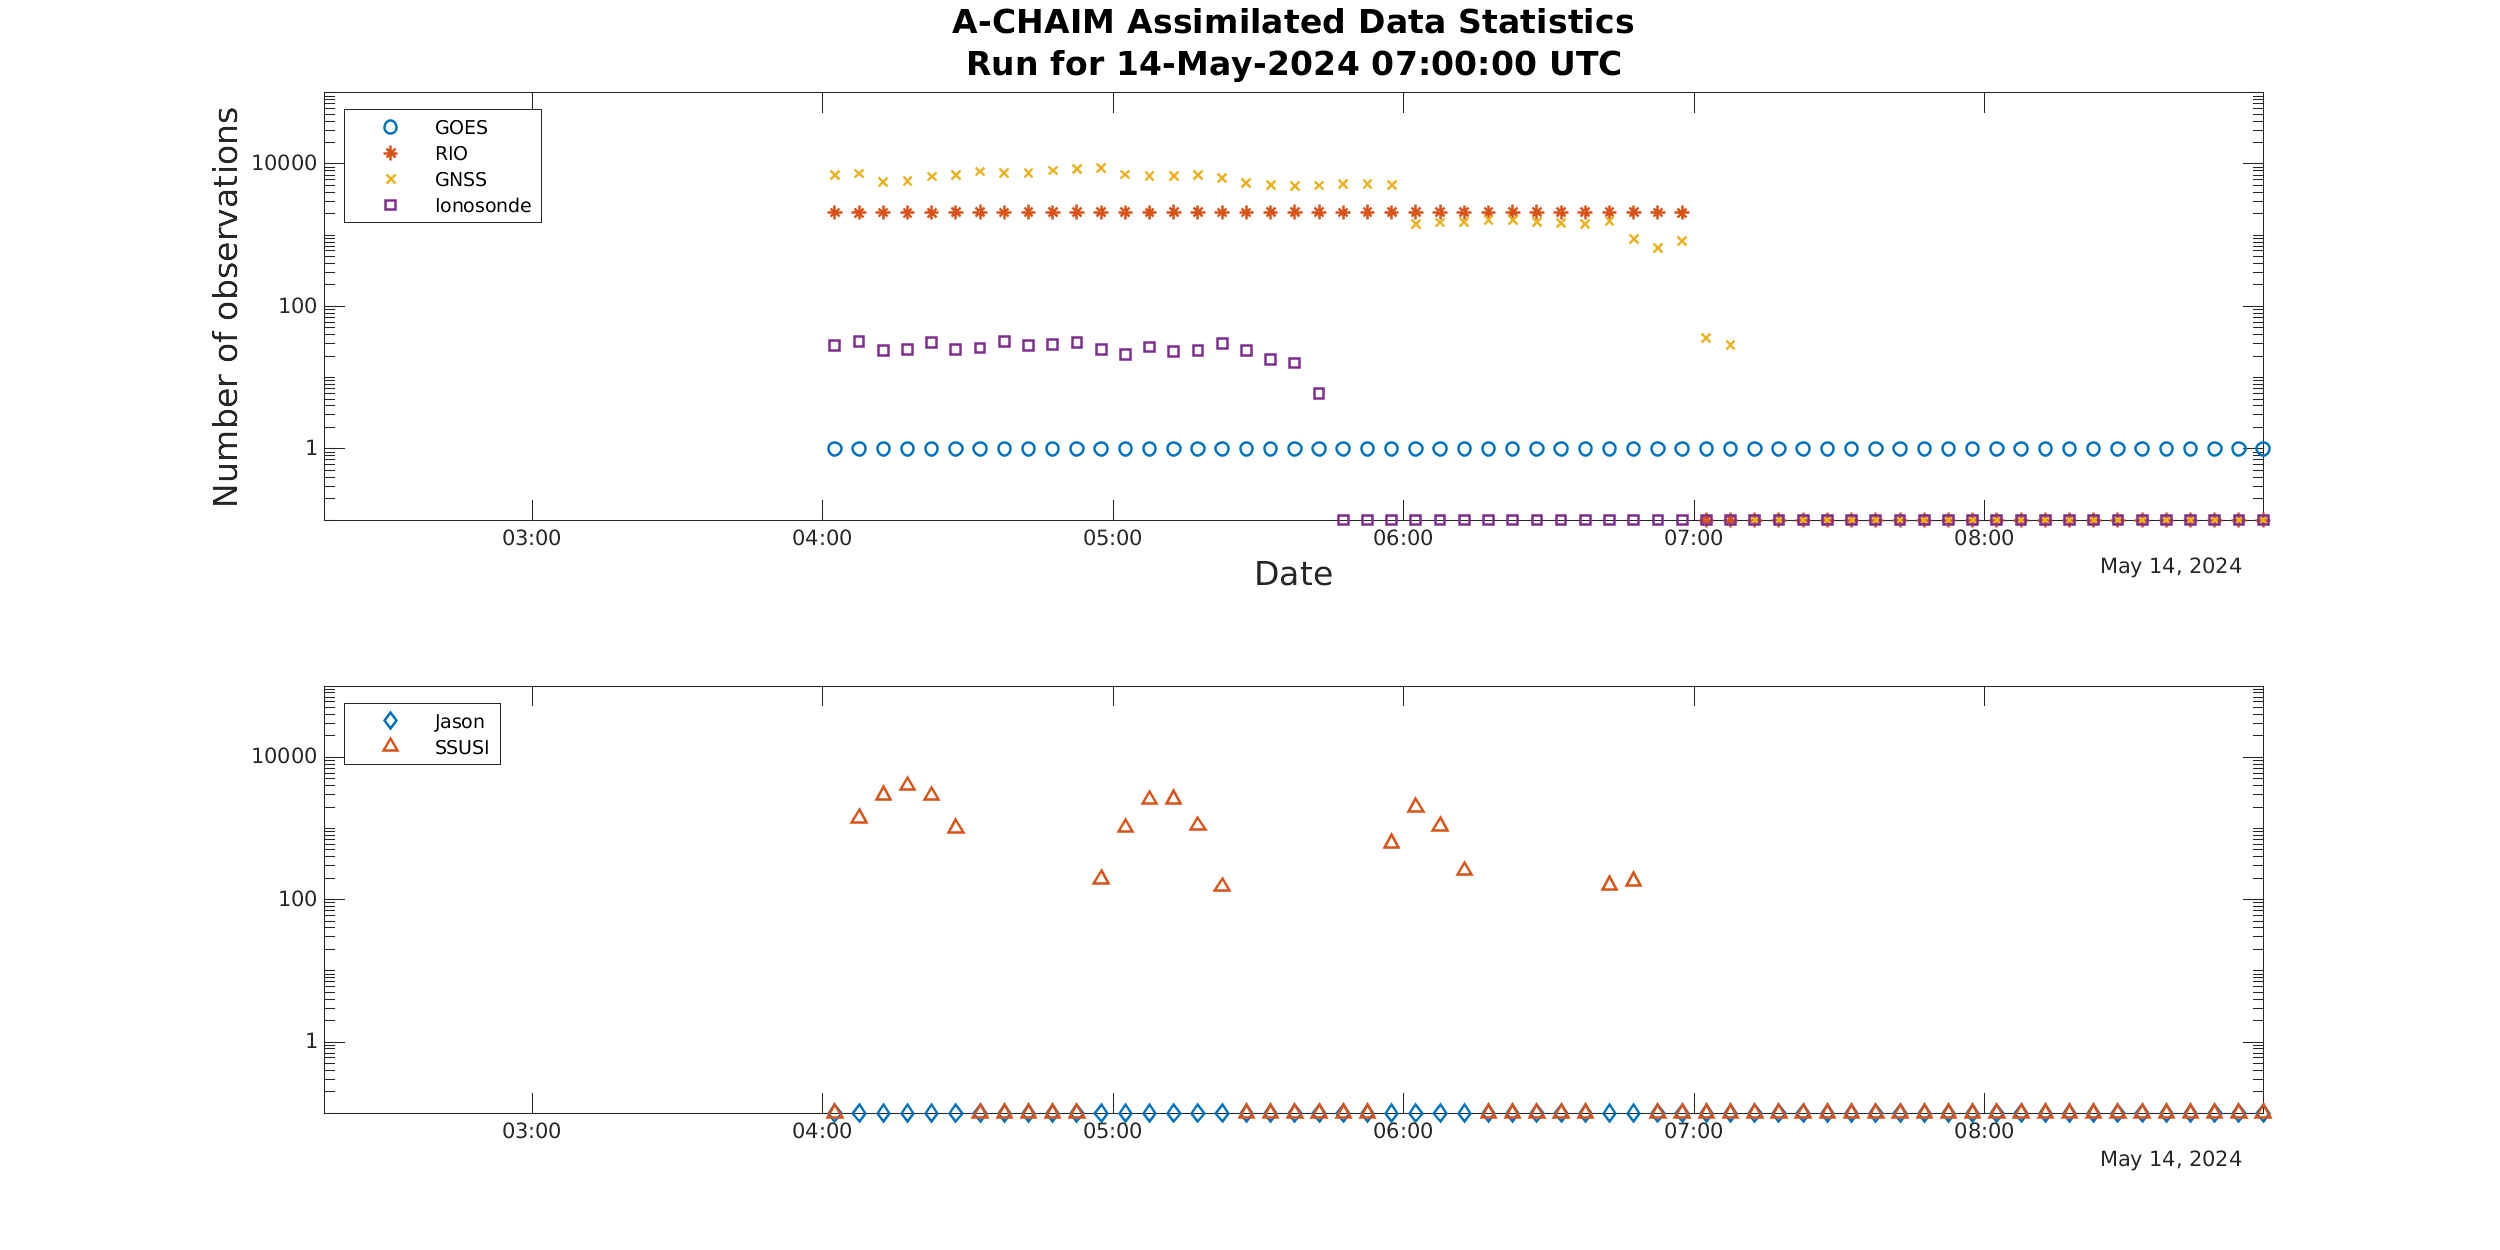 A-CHAIM Assimilated Data Statistics
Run for 14-May-2024 07:00:00 UTC
Number of observations
10000
100
1
GOES
RIO
GNSS
Ionosonde
03:00 04:00 05:00 06:00 07:00 08:00
Date
May 14, 2024
10000
100
1
Jason
SSUSI
03:00 04:00 05:00 06:00 07:00 08:00
May 14, 2024